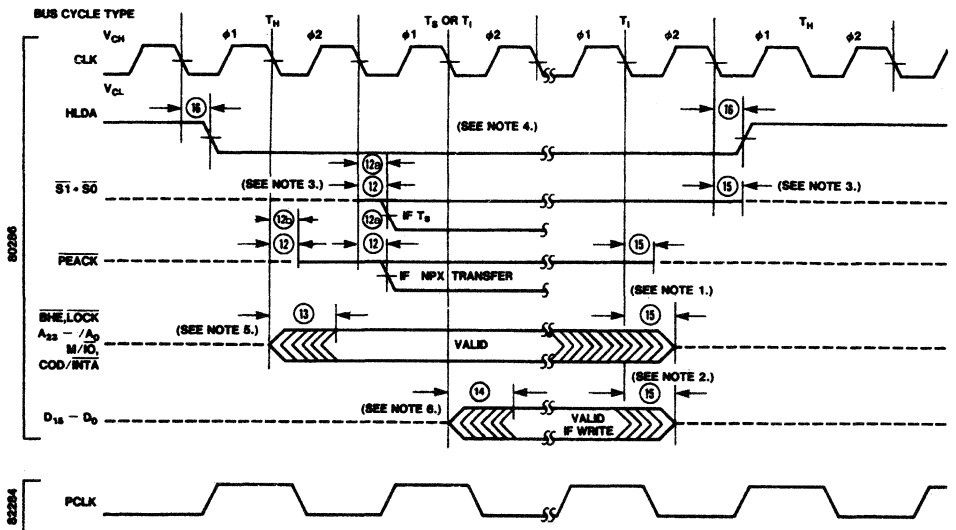 BUS CYCLE TYPE
T_H
T_S OR T_I
T_I
T_H
V_CH
φ1 φ2 φ1 φ2 φ1 φ2 φ1 φ2
CLK
V_CL
HLDA
16
(SEE NOTE 4.)
16
12a
S1 • S0
(SEE NOTE 3.)
12
15
(SEE NOTE 3.)
12b
12a
IF T_S
12
12
15
PEACK
IF NPX TRANSFER
(SEE NOTE 1.)
BHE, LOCK
A23 – /A0
M/IO,
COD/INTA
(SEE NOTE 5.)
13
VALID
15
(SEE NOTE 2.)
D15 – D0
(SEE NOTE 6.)
14
VALID
IF WRITE
15
80286
PCLK
82284